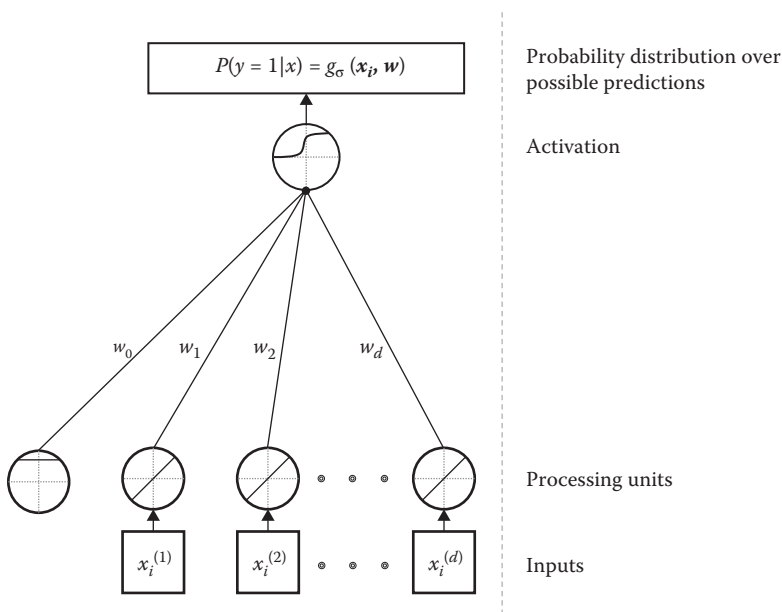 P(y = 1|x) = gσ (xi, w)
Probability distribution over
possible predictions
Activation
w0
w1
w2
wd
Processing units
xi(1)
xi(2)
xi(d)
Inputs